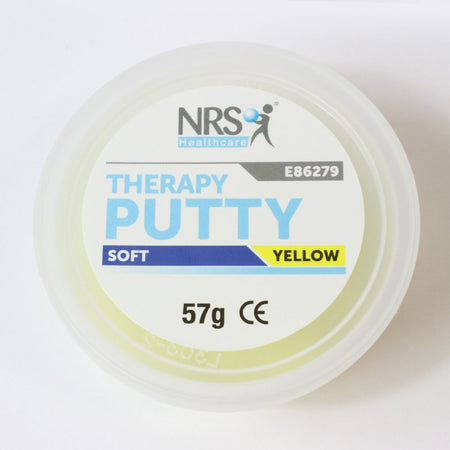 NRS
Healthcare
E86279
THERAPY
PUTTY
SOFT YELLOW
57g CE